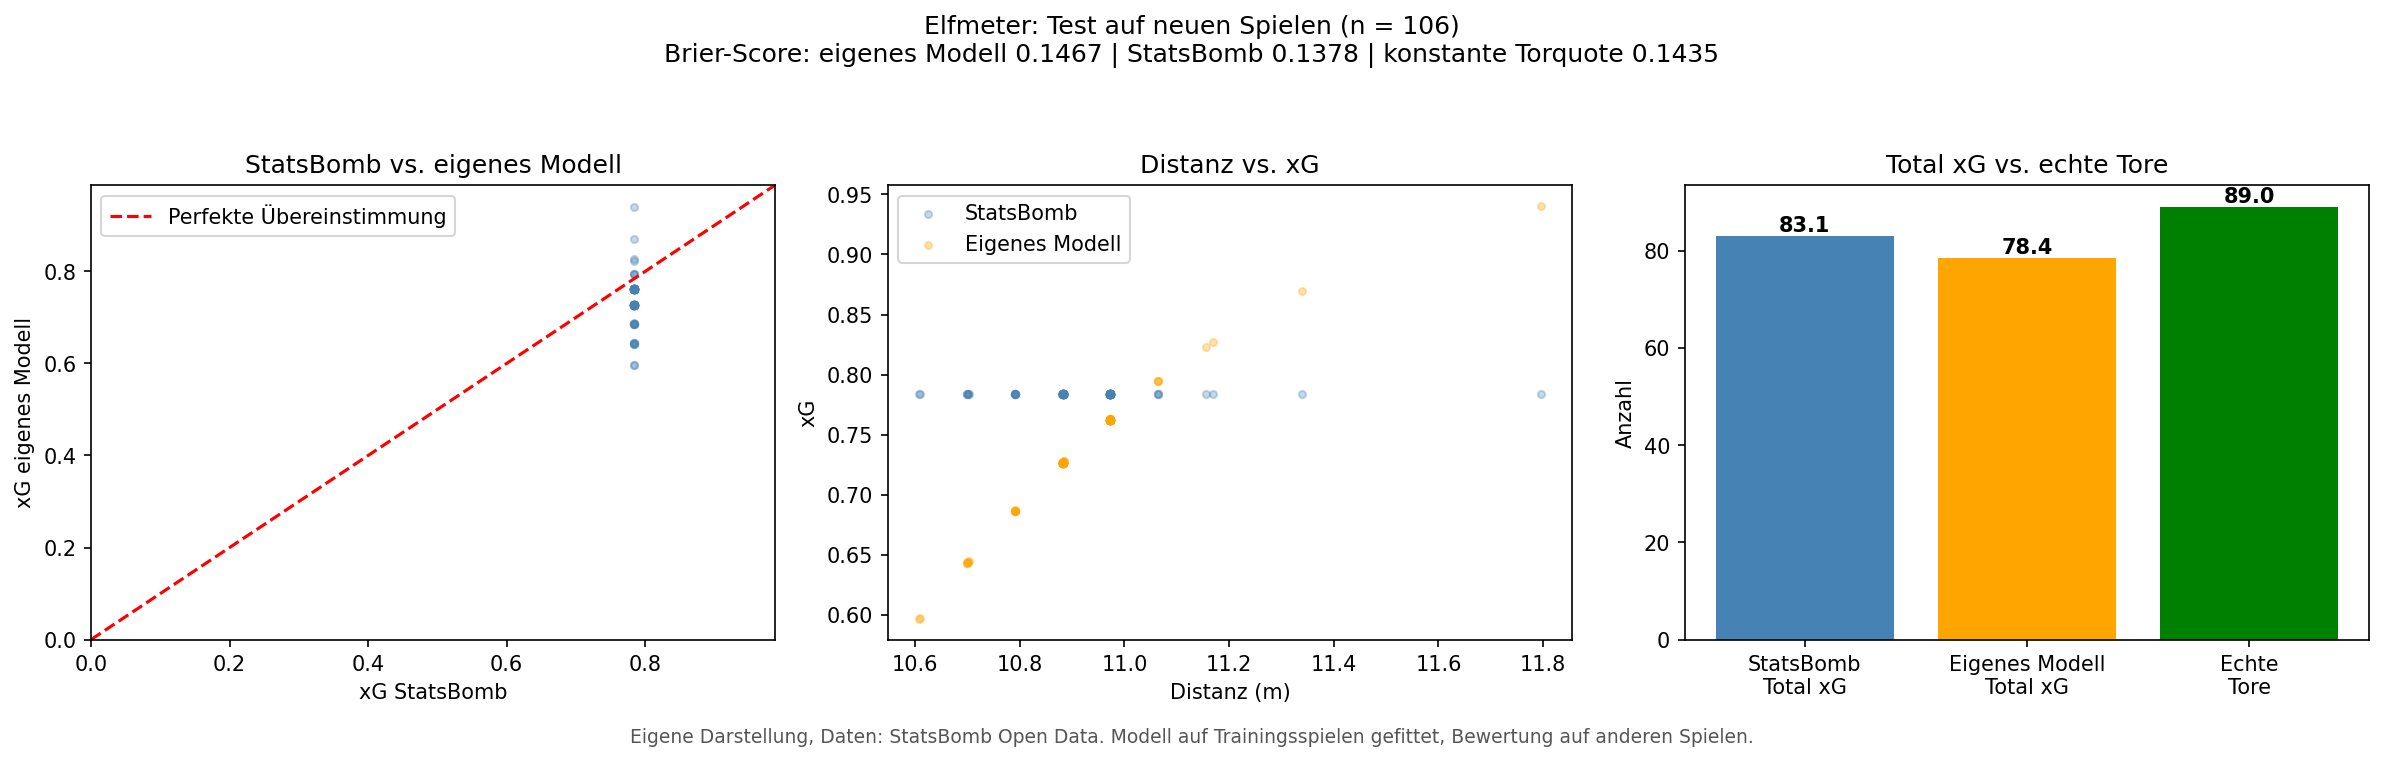 Elfmeter: Test auf neuen Spielen (n = 106)
Brier-Score: eigenes Modell 0.1467 | StatsBomb 0.1378 | konstante Torquote 0.1435
StatsBomb vs. eigenes Modell
Perfekte Übereinstimmung
0.8
0.6
0.4
0.2
0.0
xG eigenes Modell
0.0 0.2 0.4 0.6 0.8
xG StatsBomb
Distanz vs. xG
StatsBomb
Eigenes Modell
0.95
0.90
0.85
0.80
0.75
0.70
0.65
0.60
xG
10.6 10.8 11.0 11.2 11.4 11.6 11.8
Distanz (m)
Total xG vs. echte Tore
83.1
78.4
89.0
80
60
40
20
0
Anzahl
StatsBomb
Total xG
Eigenes Modell
Total xG
Echte
Tore
Eigene Darstellung, Daten: StatsBomb Open Data. Modell auf Trainingsspielen gefittet, Bewertung auf anderen Spielen.